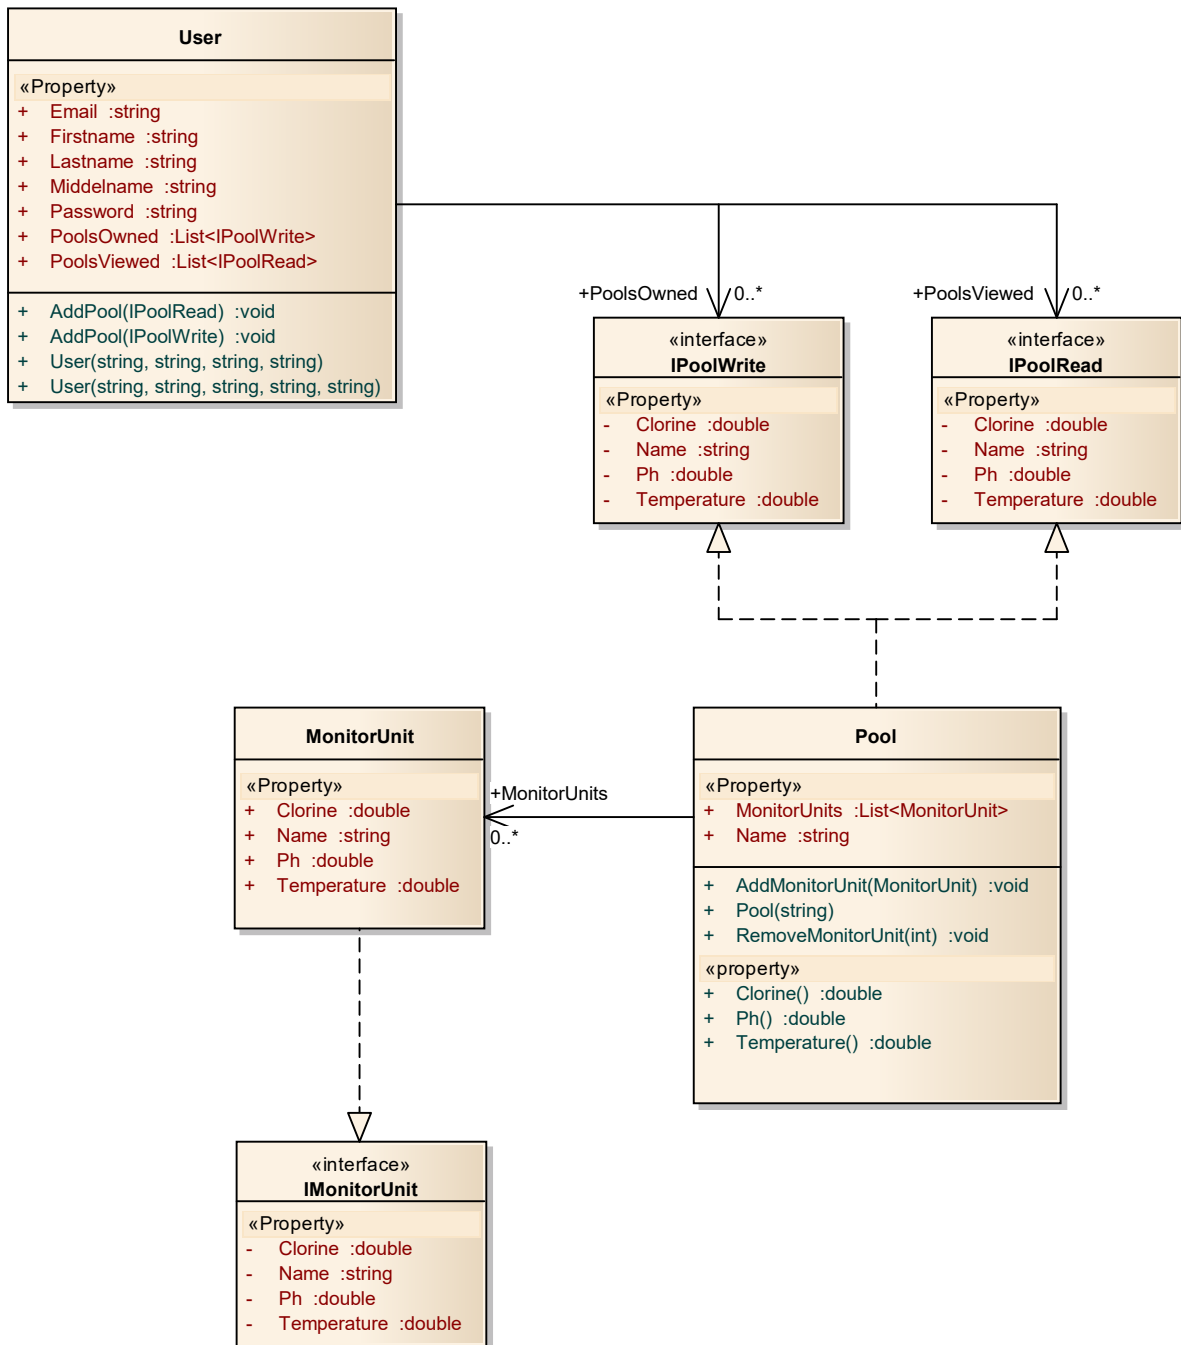 User
«Property»
+ Email :string
+ Firstname :string
+ Lastname :string
+ Middelname :string
+ Password :string
+ PoolsOwned :List<IPoolWrite>
+ PoolsViewed :List<IPoolRead>
+ AddPool(IPoolRead) :void
+ AddPool(IPoolWrite) :void
+ User(string, string, string, string)
+ User(string, string, string, string, string)
+PoolsOwned 0..*
+PoolsViewed 0..*
«interface»
IPoolWrite
«Property»
- Clorine :double
- Name :string
- Ph :double
- Temperature :double
«interface»
IPoolRead
«Property»
- Clorine :double
- Name :string
- Ph :double
- Temperature :double
MonitorUnit
«Property»
+ Clorine :double
+ Name :string
+ Ph :double
+ Temperature :double
+MonitorUnits
0..*
Pool
«Property»
+ MonitorUnits :List<MonitorUnit>
+ Name :string
+ AddMonitorUnit(MonitorUnit) :void
+ Pool(string)
+ RemoveMonitorUnit(int) :void
«property»
+ Clorine() :double
+ Ph() :double
+ Temperature() :double
«interface»
IMonitorUnit
«Property»
- Clorine :double
- Name :string
- Ph :double
- Temperature :double